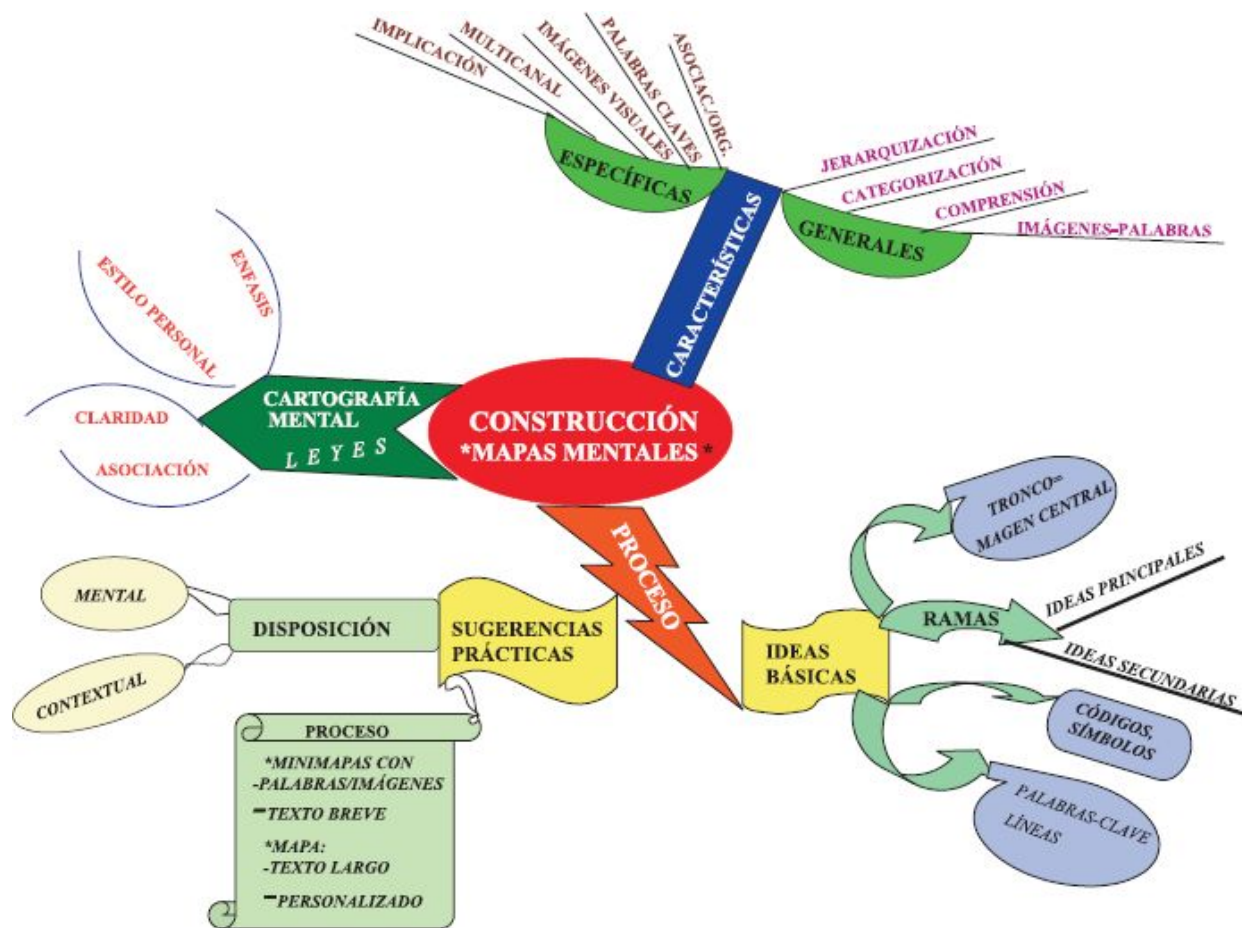 IMPLICACIÓN
MULTICANAL
IMÁGENES VISUALES
PALABRAS CLAVES
ASOCIAC./ORG.
ESPECÍFICAS
JERARQUIZACIÓN
CATEGORIZACIÓN
COMPRENSIÓN
IMÁGENES-PALABRAS
GENERALES
CARACTERÍSTICAS
ENFASIS
ESTILO PERSONAL
CLARIDAD
ASOCIACIÓN
CARTOGRAFÍA
MENTAL
LEYES
CONSTRUCCIÓN
*MAPAS MENTALES *
PROCESO
MENTAL
CONTEXTUAL
DISPOSICIÓN
SUGERENCIAS
PRÁCTICAS
PROCESO
*MINIMAPAS CON
-PALABRAS/IMÁGENES
-TEXTO BREVE
*MAPA:
-TEXTO LARGO
-PERSONALIZADO
IDEAS
BÁSICAS
TRONCO=
MAGEN CENTRAL
RAMAS
IDEAS PRINCIPALES
IDEAS SECUNDARIAS
CÓDIGOS,
SÍMBOLOS
PALABRAS-CLAVE
LÍNEAS